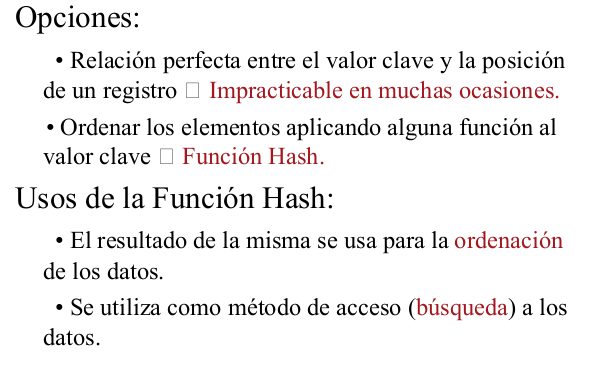 Opciones:
• Relación perfecta entre el valor clave y la posición
de un registro □ Impracticable en muchas ocasiones.
• Ordenar los elementos aplicando alguna función al
valor clave □ Función Hash.
Usos de la Función Hash:
• El resultado de la misma se usa para la ordenación
de los datos.
• Se utiliza como método de acceso (búsqueda) a los
datos.